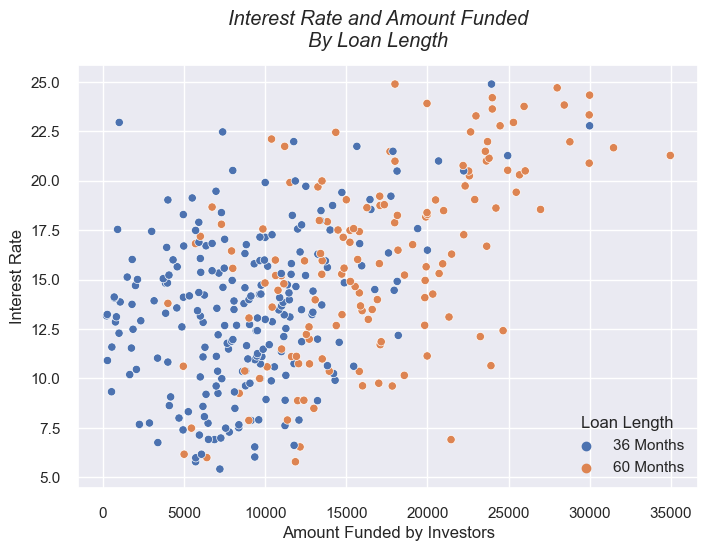 Interest Rate and Amount Funded
By Loan Length
Interest Rate
25.0
22.5
20.0
17.5
15.0
12.5
10.0
7.5
5.0
Loan Length
36 Months
60 Months
0 5000 10000 15000 20000 25000 30000 35000
Amount Funded by Investors